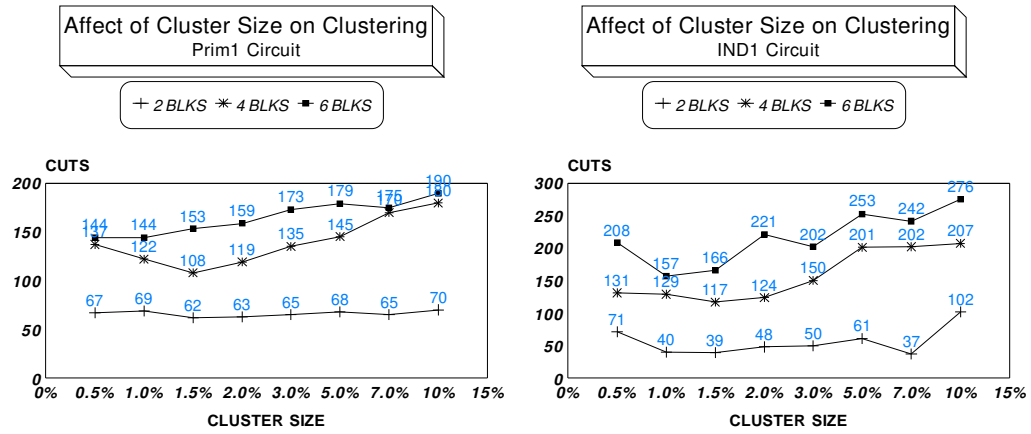 Affect of Cluster Size on Clustering
Prim1 Circuit
2 BLKS 4 BLKS 6 BLKS
CUTS
200
150
100
50
0
144 144 153 159 173 179 175 190
137 122 108 119 135 145 170 180
67 69 62 63 65 68 65 70
0% 0.5% 1.0% 1.5% 2.0% 3.0% 5.0% 7.0% 10% 15%
CLUSTER SIZE
Affect of Cluster Size on Clustering
IND1 Circuit
2 BLKS 4 BLKS 6 BLKS
CUTS
300
250
200
150
100
50
0
208 157 166 221 202 253 242 276
131 129 117 124 150 201 202 207
71 40 39 48 50 61 37 102
0% 0.5% 1.0% 1.5% 2.0% 3.0% 5.0% 7.0% 10% 15%
CLUSTER SIZE